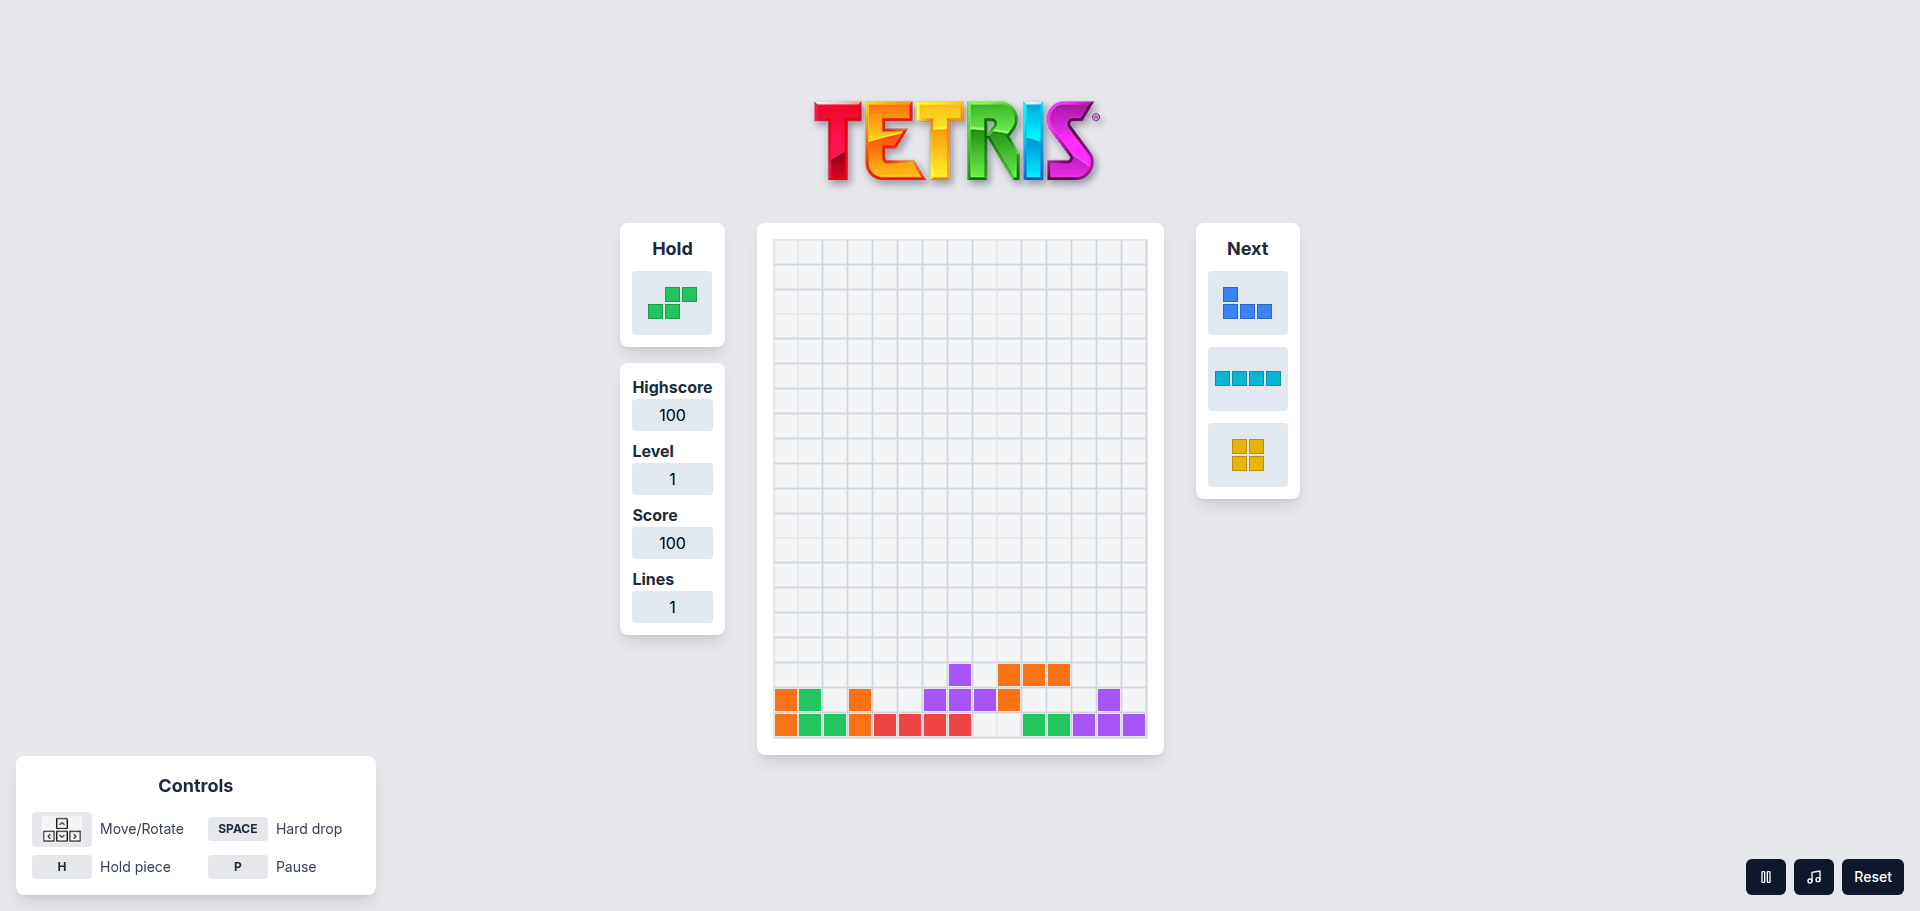 TETRIS®
Hold
Highscore
100
Level
1
Score
100
Lines
1
Next
Controls
Move/Rotate
SPACE
Hard drop
H
Hold piece
P
Pause
Reset